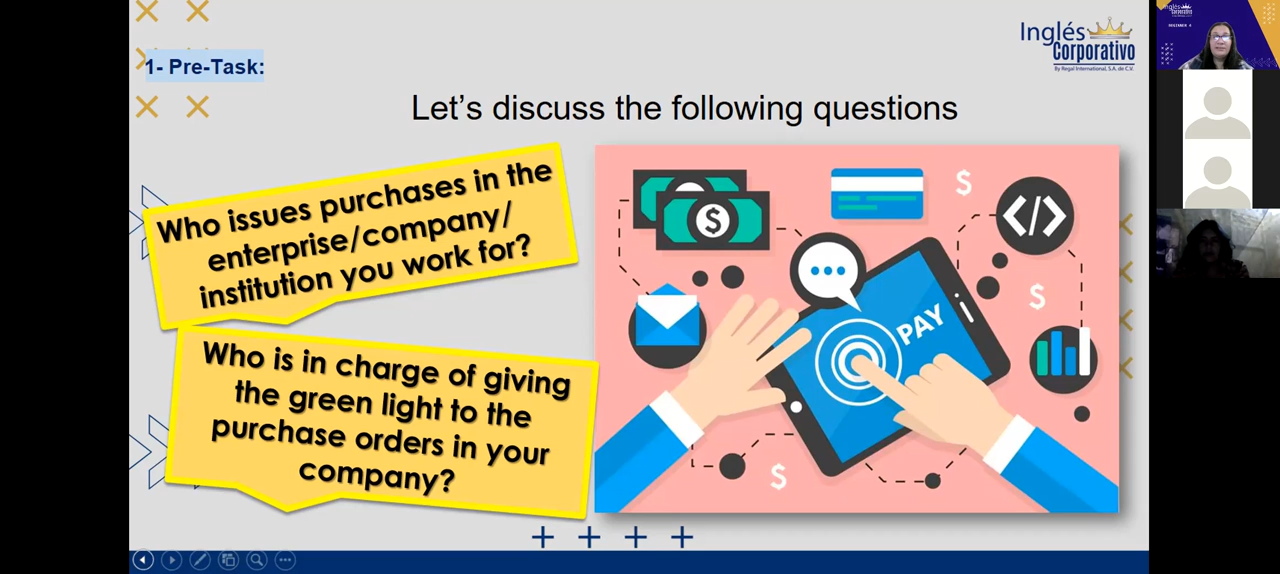 1- Pre-Task:
Inglés
Corporativo
By Regal International, S.A. de C.V.
Let's discuss the following questions
Who issues purchases in the
enterprise/company/
institution you work for?
Who is in charge of giving
the green light to the
purchase orders in your
company?
$
$
</>
$
PAY
$
Inglés
Corporativo